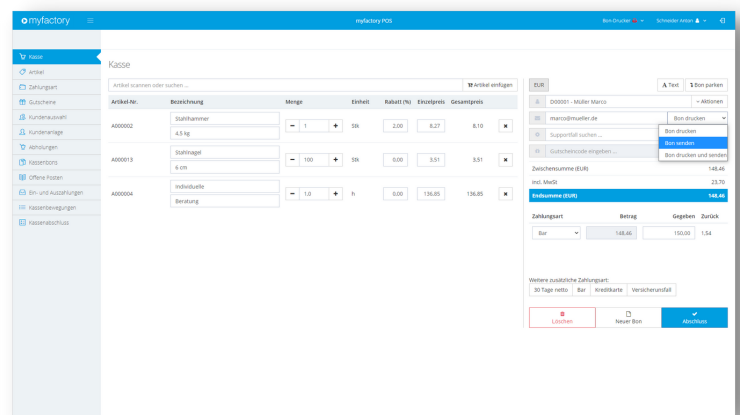 myfactory
myfactory POS
Bon-Drucker
Schneider Anton
Kasse
Artikel
Zahlungsart
Gutscheine
Kundenauswahl
Kundenanlage
Abholungen
Kassenbons
Offene Posten
Ein- und Auszahlungen
Kassenbewegungen
Kassenabschluss
Kasse
Artikel scannen oder suchen ...
Artikel einfügen
Artikel-Nr. Bezeichnung Menge Einheit Rabatt (%) Einzelpreis Gesamtpreis
A000002 Stahlhammer 1 Stk 2,00 8,27 8,10
4,5 kg
A000013 Stahlnagel 100 Stk 0,00 3,51 3,51
6 cm
A000004 Individuelle 1,0 h 0,00 136,85 136,85
Beratung
EUR
A Text
Bon parken
D00001 - Müller Marco
Aktionen
marco@mueller.de
Bon drucken
Supportfall suchen ...
Bon drucken
Bon senden
Bon drucken und senden
Gutscheincode eingeben ...
Zwischensumme (EUR) 148,46
incl. MwSt 23,70
Endsumme (EUR) 148,46
Zahlungsart Betrag Gegeben Zurück
Bar 148,46 150,00 1,54
Weitere zusätzliche Zahlungsart:
30 Tage netto Bar Kreditkarte Versicherunsfall
Löschen
Neuer Bon
Abschluss